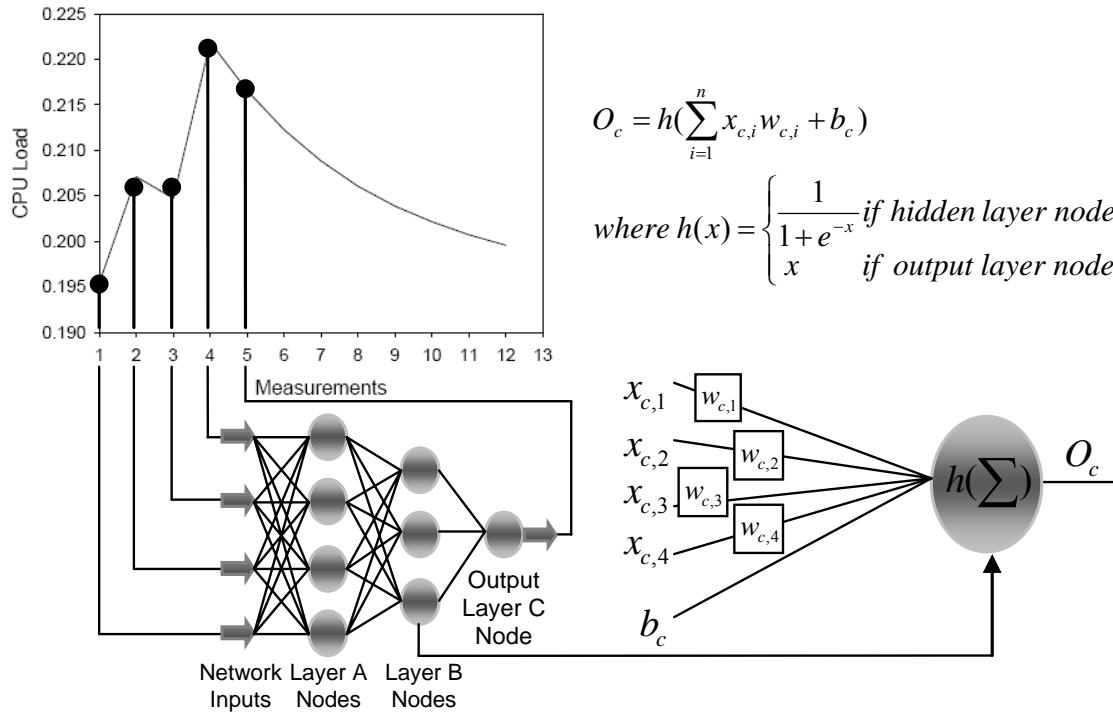 0.225
0.220
0.215
0.210
0.205
0.200
0.195
0.190
CPU Load
1 2 3 4 5 6 7 8 9 10 11 12 13
Measurements
O_c = h(∑_{i=1}^{n} x_{c,i} w_{c,i} + b_c)
where h(x) = { 1/(1 + e^{-x}) if hidden layer node
x if output layer node
x_{c,1}
w_{c,1}
x_{c,2}
w_{c,2}
x_{c,3}
w_{c,3}
x_{c,4}
w_{c,4}
b_c
h(∑)
O_c
Output
Layer C
Node
Network
Inputs
Layer A
Nodes
Layer B
Nodes